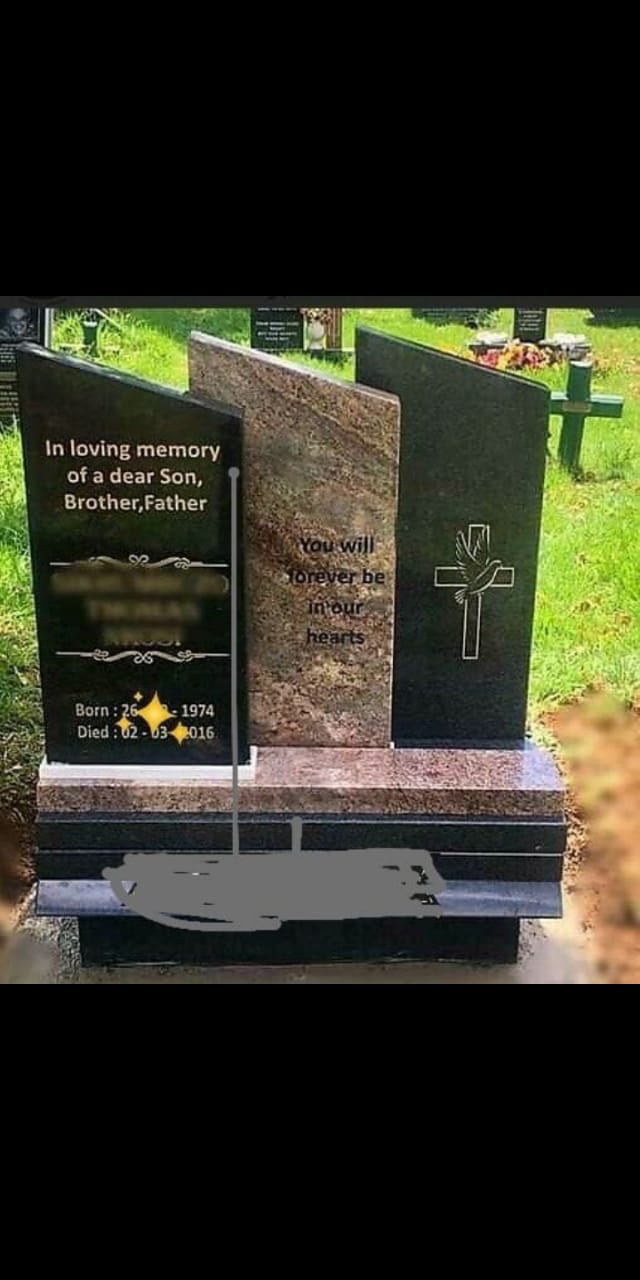 In loving memory
of a dear Son,
Brother,Father
Born : 26 - 1974
Died : 02 - 03 - 2016
You will
forever be
in our
hearts